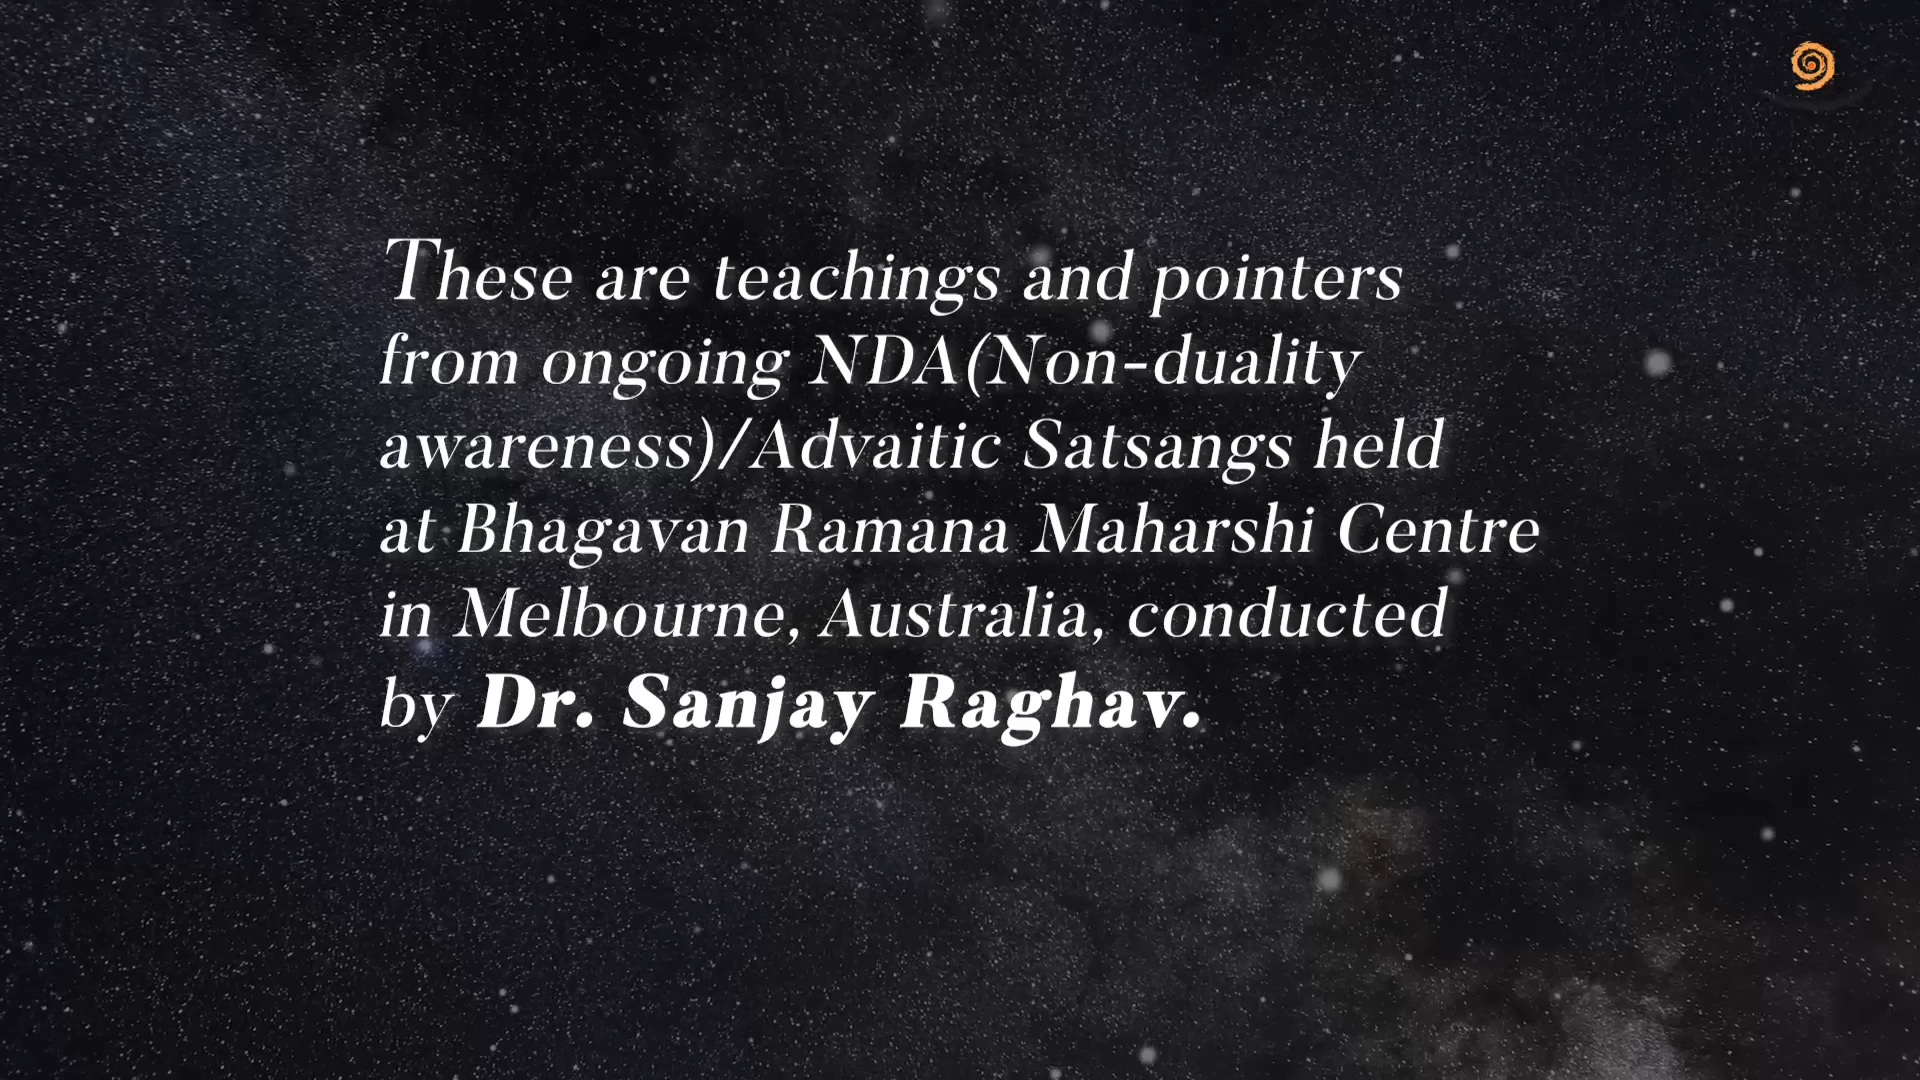 These are teachings and pointers
from ongoing NDA(Non-duality
awareness)/Advaitic Satsangs held
at Bhagavan Ramana Maharshi Centre
in Melbourne, Australia, conducted
by Dr. Sanjay Raghav.